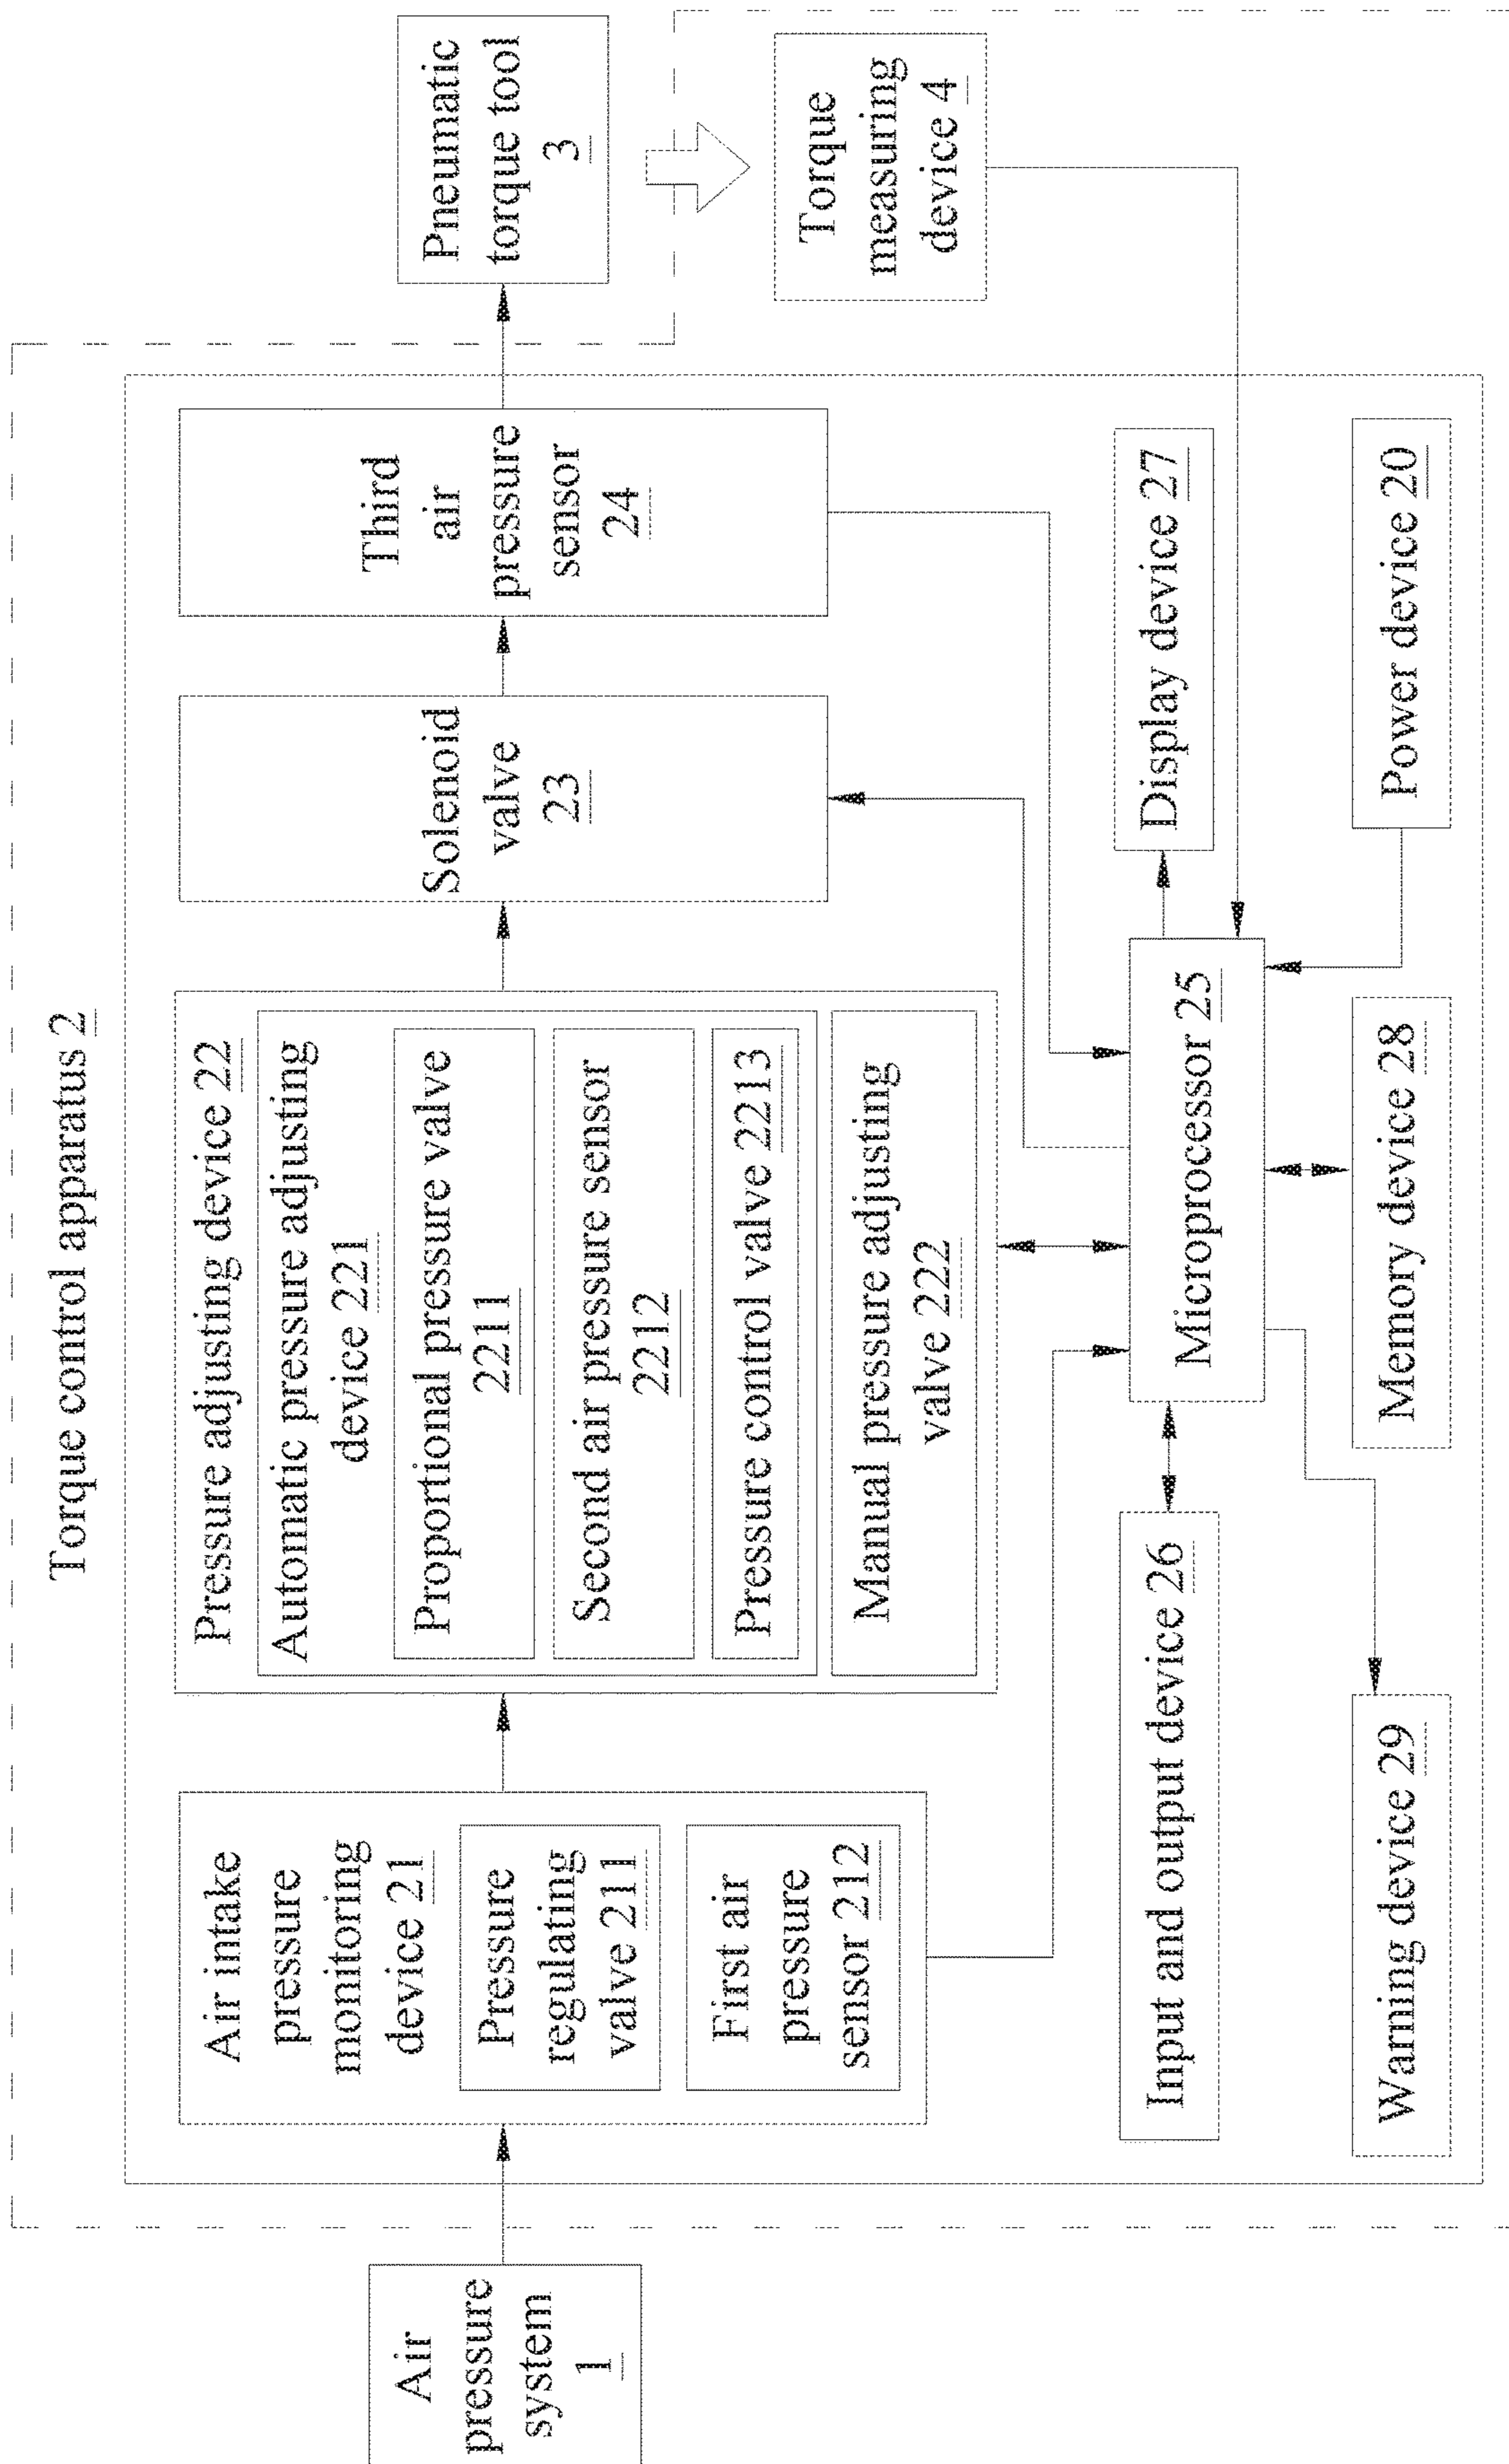 Torque control apparatus 2
Air
pressure
system
1
Air intake
pressure
monitoring
device 21
Pressure
regulating
valve 211
First air
pressure
sensor 212
Pressure adjusting device 22
Automatic pressure adjusting
device 221
Proportional pressure valve
2211
Second air pressure sensor
2212
Pressure control valve 2213
Manual pressure adjusting
valve 222
Solenoid
valve
23
Third
air
pressure
sensor
24
Pneumatic
torque tool
3
Torque
measuring
device 4
Input and output device 26
Microprocessor 25
Display device 27
Warning device 29
Memory device 28
Power device 20